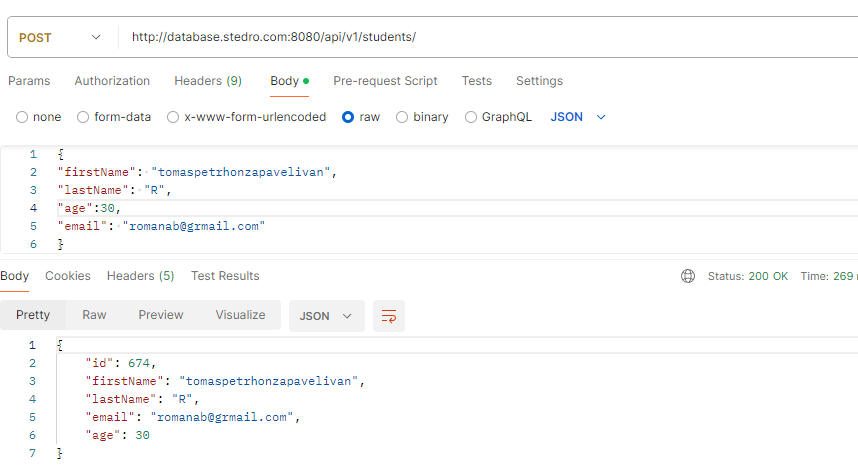 POST http://database.stedro.com:8080/api/v1/students/
Params Authorization Headers (9) Body Pre-request Script Tests Settings
none form-data x-www-form-urlencoded raw binary GraphQL JSON
1 {
2 "firstName": "tomaspetrhonzapavelivan",
3 "lastName": "R",
4 "age":30,
5 "email": "romanab@grmail.com"
6 }
Body Cookies Headers (5) Test Results Status: 200 OK Time: 269
Pretty Raw Preview Visualize JSON
1 {
2 "id": 674,
3 "firstName": "tomaspetrhonzapavelivan",
4 "lastName": "R",
5 "email": "romanab@grmail.com",
6 "age": 30
7 }